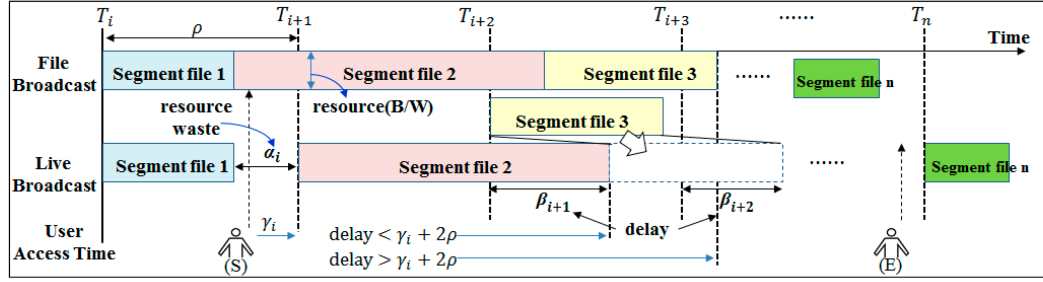 T_i T_{i+1} T_{i+2} T_{i+3} ...... T_n
ρ
Time
File Broadcast
Segment file 1 Segment file 2 Segment file 3 ...... Segment file n
resource waste
resource(B/W)
Segment file 3
α_i
Live Broadcast
Segment file 1 Segment file 2 ...... Segment file n
β_{i+1} β_{i+2}
delay
User Access Time
γ_i
delay < γ_i + 2ρ
delay > γ_i + 2ρ
(S) (E)